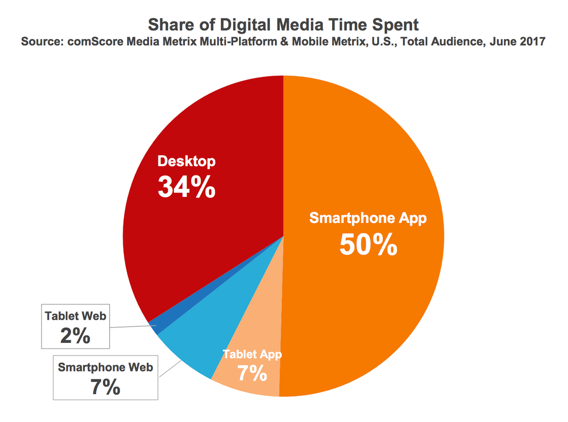 Share of Digital Media Time Spent
Source: comScore Media Metrix Multi-Platform & Mobile Metrix, U.S., Total Audience, June 2017
Desktop
34%
Smartphone App
50%
Tablet Web
2%
Smartphone Web
7%
Tablet App
7%